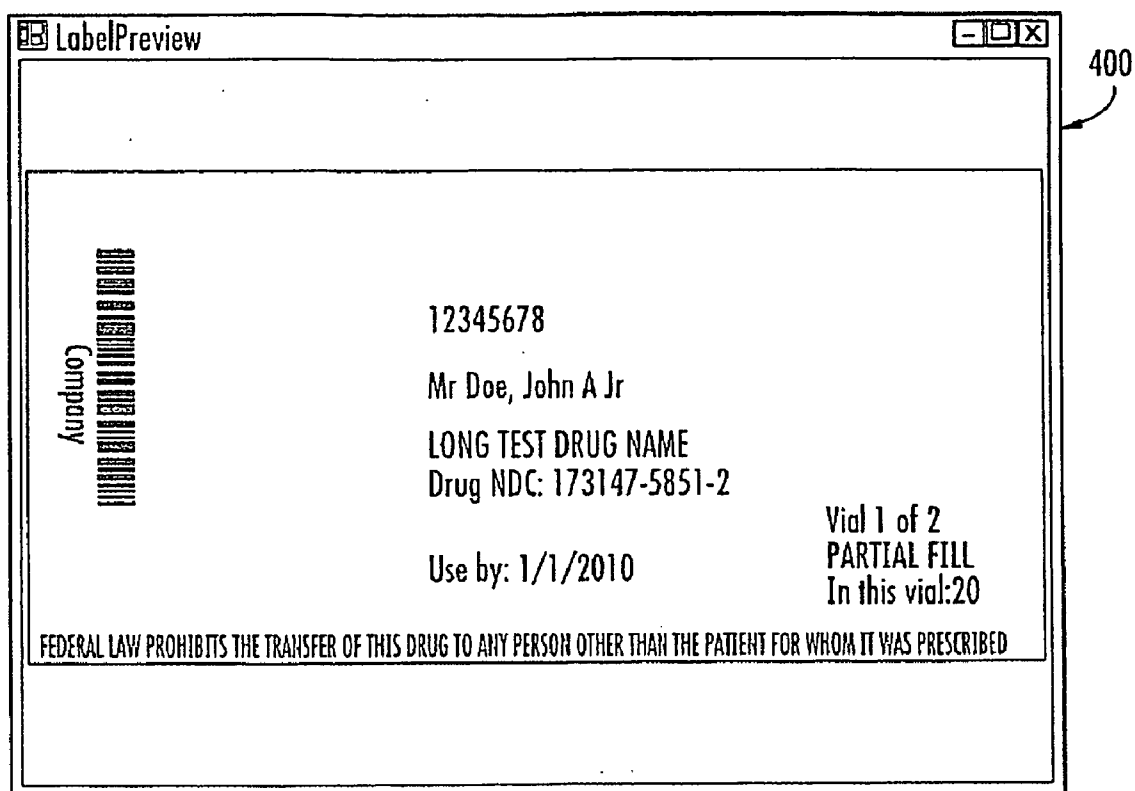 LabelPreview
400
Company
12345678
Mr Doe, John A Jr
LONG TEST DRUG NAME
Drug NDC: 173147-5851-2
Use by: 1/1/2010
Vial 1 of 2
PARTIAL FILL
In this vial:20
FEDERAL LAW PROHIBITS THE TRANSFER OF THIS DRUG TO ANY PERSON OTHER THAN THE PATIENT FOR WHOM IT WAS PRESCRIBED